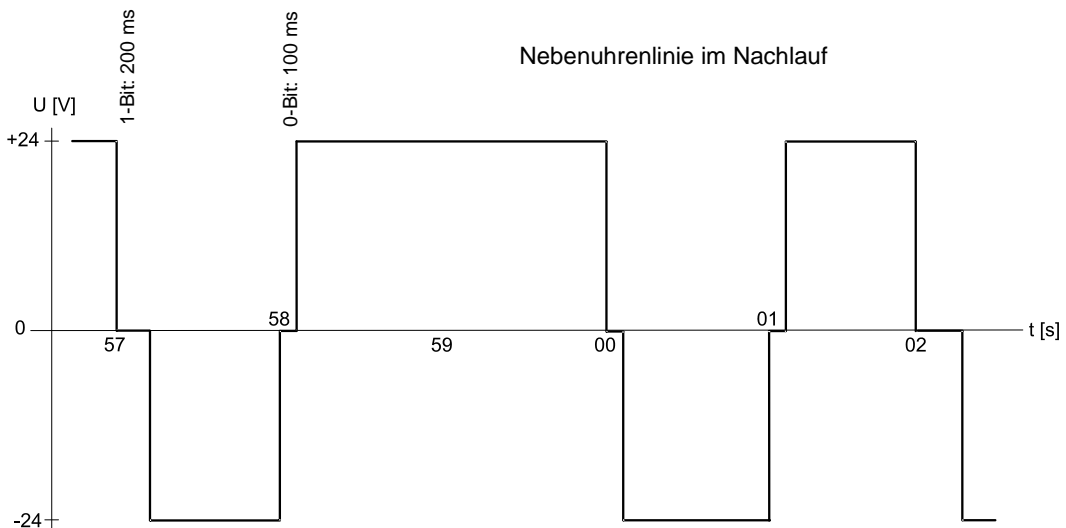 1-Bit: 200 ms
0-Bit: 100 ms
Nebenuhrenlinie im Nachlauf
U [V]
+24
0
58
01
t [s]
57
59
00
02
-24